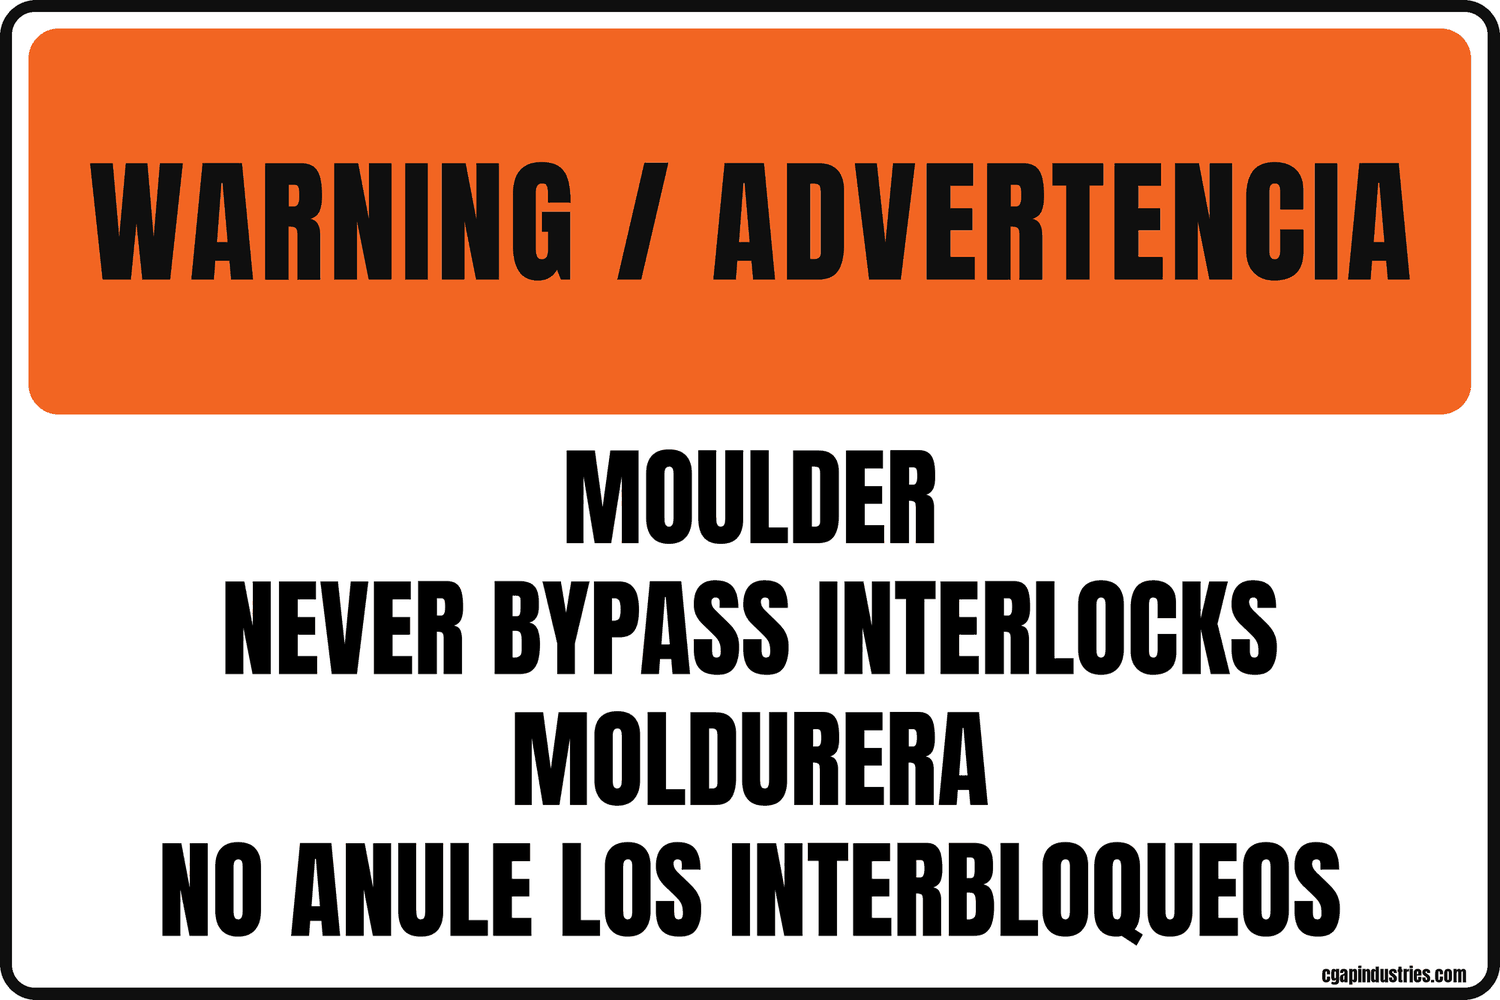 WARNING / ADVERTENCIA
MOULDER
NEVER BYPASS INTERLOCKS
MOLDURERA
NO ANULE LOS INTERBLOQUEOS
cgapindustries.com